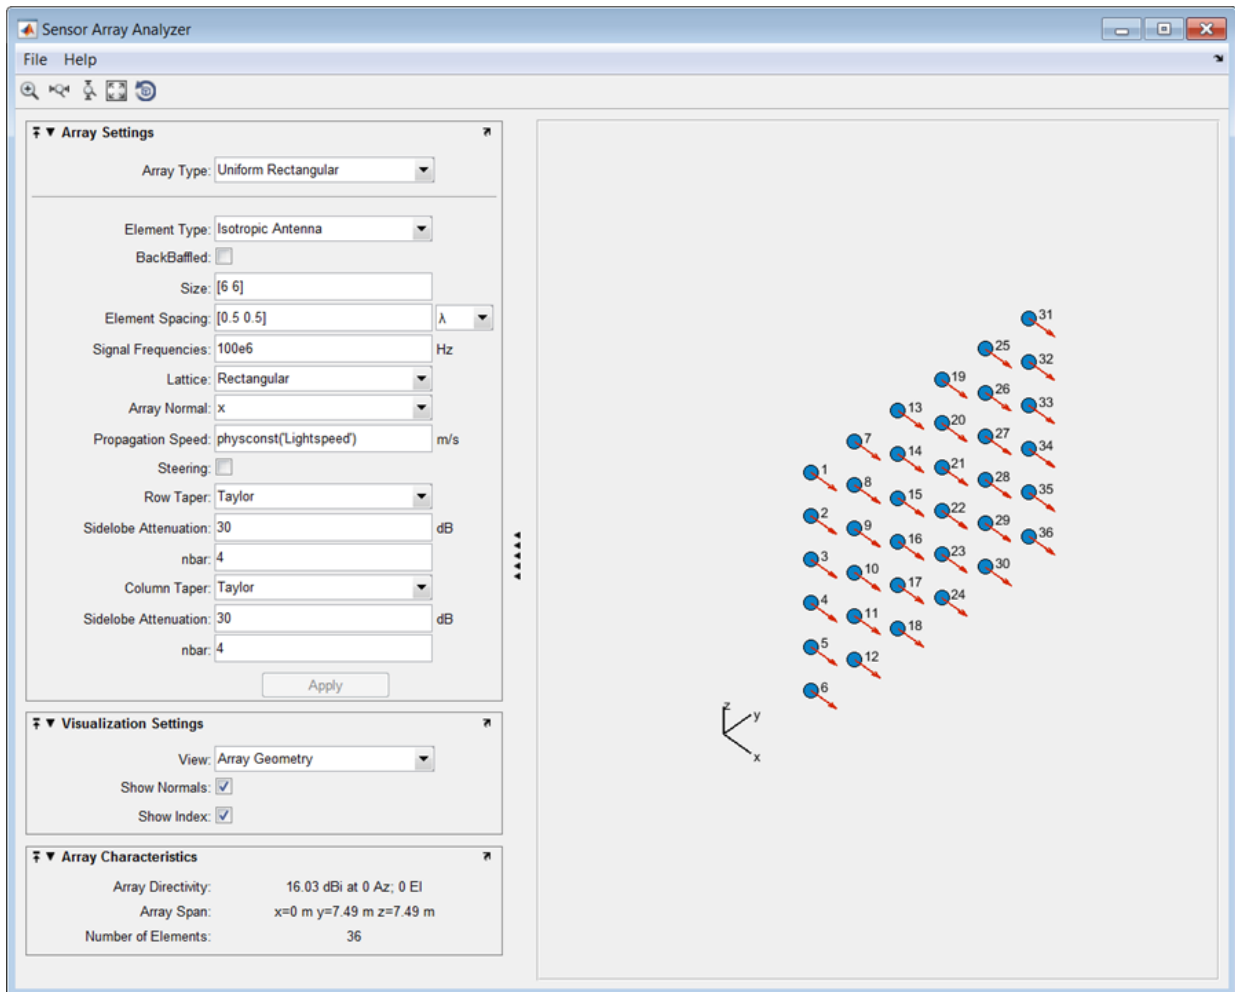 Sensor Array Analyzer
File Help
Array Settings
Array Type: Uniform Rectangular
Element Type: Isotropic Antenna
BackBaffled:
Size: [6 6]
Element Spacing: [0.5 0.5] λ
Signal Frequencies: 100e6 Hz
Lattice: Rectangular
Array Normal: x
Propagation Speed: physconst('Lightspeed') m/s
Steering:
Row Taper: Taylor
Sidelobe Attenuation: 30 dB
nbar: 4
Column Taper: Taylor
Sidelobe Attenuation: 30 dB
nbar: 4
Apply
Visualization Settings
View: Array Geometry
Show Normals:
Show Index:
Array Characteristics
Array Directivity: 16.03 dBi at 0 Az; 0 El
Array Span: x=0 m y=7.49 m z=7.49 m
Number of Elements: 36
31
25
32
19
26
13
33
20
7
27
34
14
1
21
8
28
35
15
2
22
9
29
36
16
3
23
10
30
17
4
24
11
18
5
12
6
z
y
x